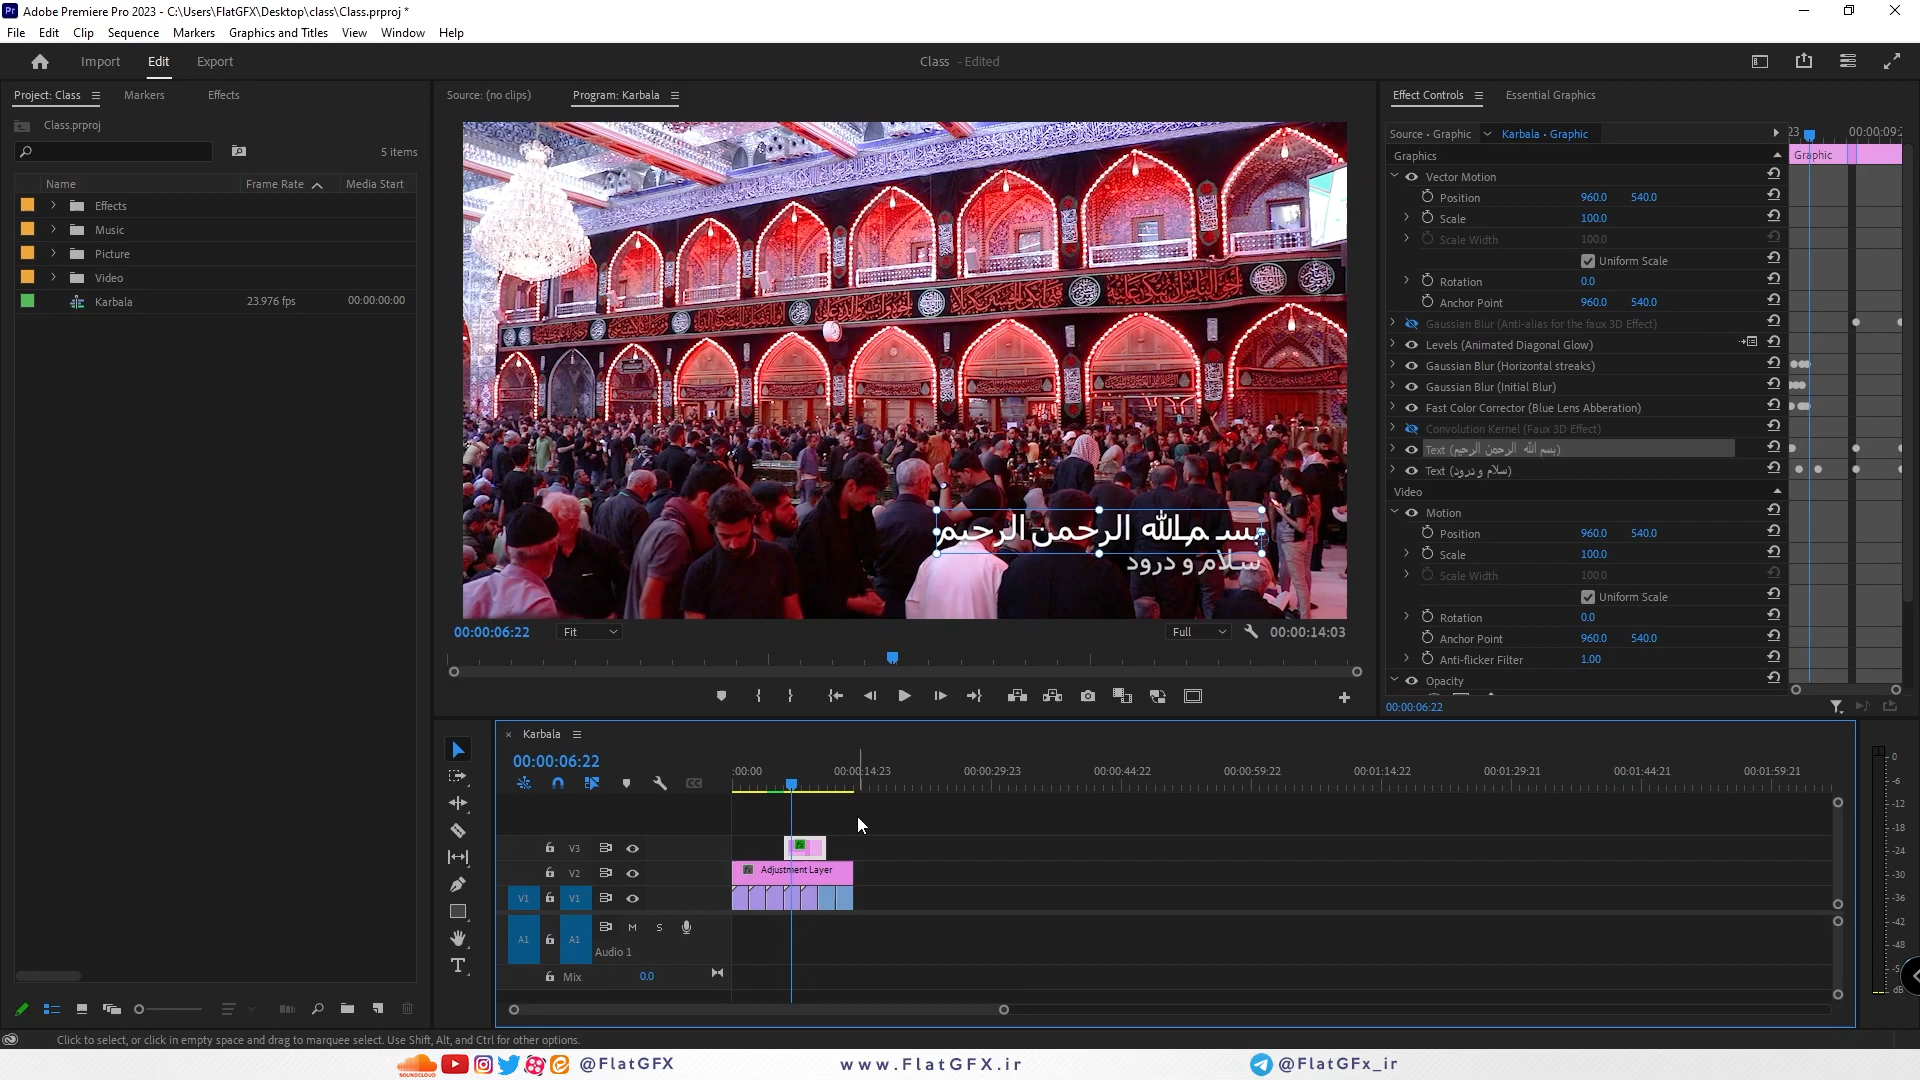 Adobe Premiere Pro 2023 - C:\Users\FlatGFX\Desktop\class\Class.prproj *
File Edit Clip Sequence Markers Graphics and Titles View Window Help
Import Edit Export
Class - Edited
Project: Class
Markers
Effects
Class.prproj
5 items
Name Frame Rate Media Start
Effects
Music
Picture
Video
Karbala 23.976 fps 00:00:00:00
Source: (no clips)
Program: Karbala
بسم الله الرحمن الرحیم
سلام و درود
00:00:06:22 Fit Full 00:00:14:03
Effect Controls Essential Graphics
Source • Graphic Karbala • Graphic
23 00:00:09:2
Graphics
Graphic
Vector Motion
Position 960.0 540.0
Scale 100.0
Scale Width 100.0
Uniform Scale
Rotation 0.0
Anchor Point 960.0 540.0
Gaussian Blur (Anti-alias for the faux 3D Effect)
Levels (Animated Diagonal Glow)
Gaussian Blur (Horizontal streaks)
Gaussian Blur (Initial Blur)
Fast Color Corrector (Blue Lens Abberation)
Convolution Kernel (Faux 3D Effect)
Text (بسم الله الرحمن الرحیم)
Text (سلام و درود)
Video
Motion
Position 960.0 540.0
Scale 100.0
Scale Width 100.0
Uniform Scale
Rotation 0.0
Anchor Point 960.0 540.0
Anti-flicker Filter 1.00
Opacity
00:00:06:22
Karbala
00:00:06:22
:00:00 00:00:14:23 00:00:29:23 00:00:44:22 00:00:59:22 00:01:14:22 00:01:29:21 00:01:44:21 00:01:59:21
V3
V2 Adjustment Layer
V1 V1
A1 A1 M S
Audio 1
Mix 0.0
0
-6
-12
-18
-24
-30
-36
-42
-48
dB
Click to select, or click in empty space and drag to marquee select. Use Shift, Alt, and Ctrl for other options.
SOUNDCLOUD @FlatGFX www.FlatGFX.ir @FlatGFx_ir